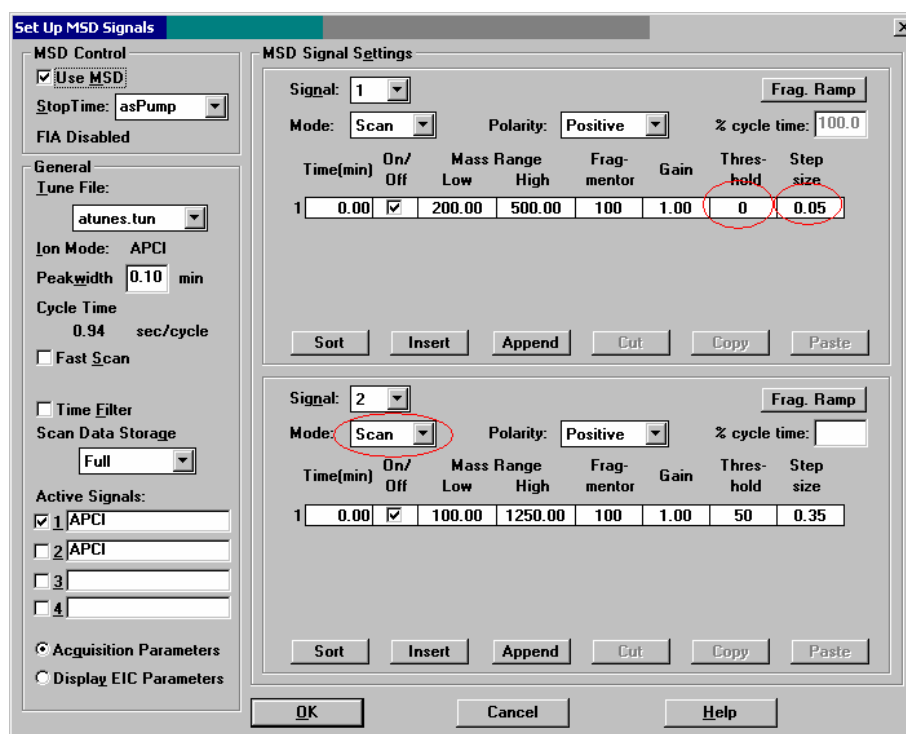 Set Up MSD Signals
MSD Control
Use MSD
StopTime: asPump
FIA Disabled
General
Tune File:
atunes.tun
Ion Mode: APCI
Peakwidth 0.10 min
Cycle Time
0.94 sec/cycle
Fast Scan
Time Filter
Scan Data Storage
Full
Active Signals:
1 APCI
2 APCI
3
4
Acquisition Parameters
Display EIC Parameters
MSD Signal Settings
Signal: 1 Frag. Ramp
Mode: Scan Polarity: Positive % cycle time: 100.0
Time(min) On/ Off Mass Range Low High Frag- mentor Gain Thres- hold Step size
1 0.00 200.00 500.00 100 1.00 0 0.05
Sort Insert Append Cut Copy Paste
Signal: 2 Frag. Ramp
Mode: Scan Polarity: Positive % cycle time:
Time(min) On/ Off Mass Range Low High Frag- mentor Gain Thres- hold Step size
1 0.00 100.00 1250.00 100 1.00 50 0.35
Sort Insert Append Cut Copy Paste
OK Cancel Help